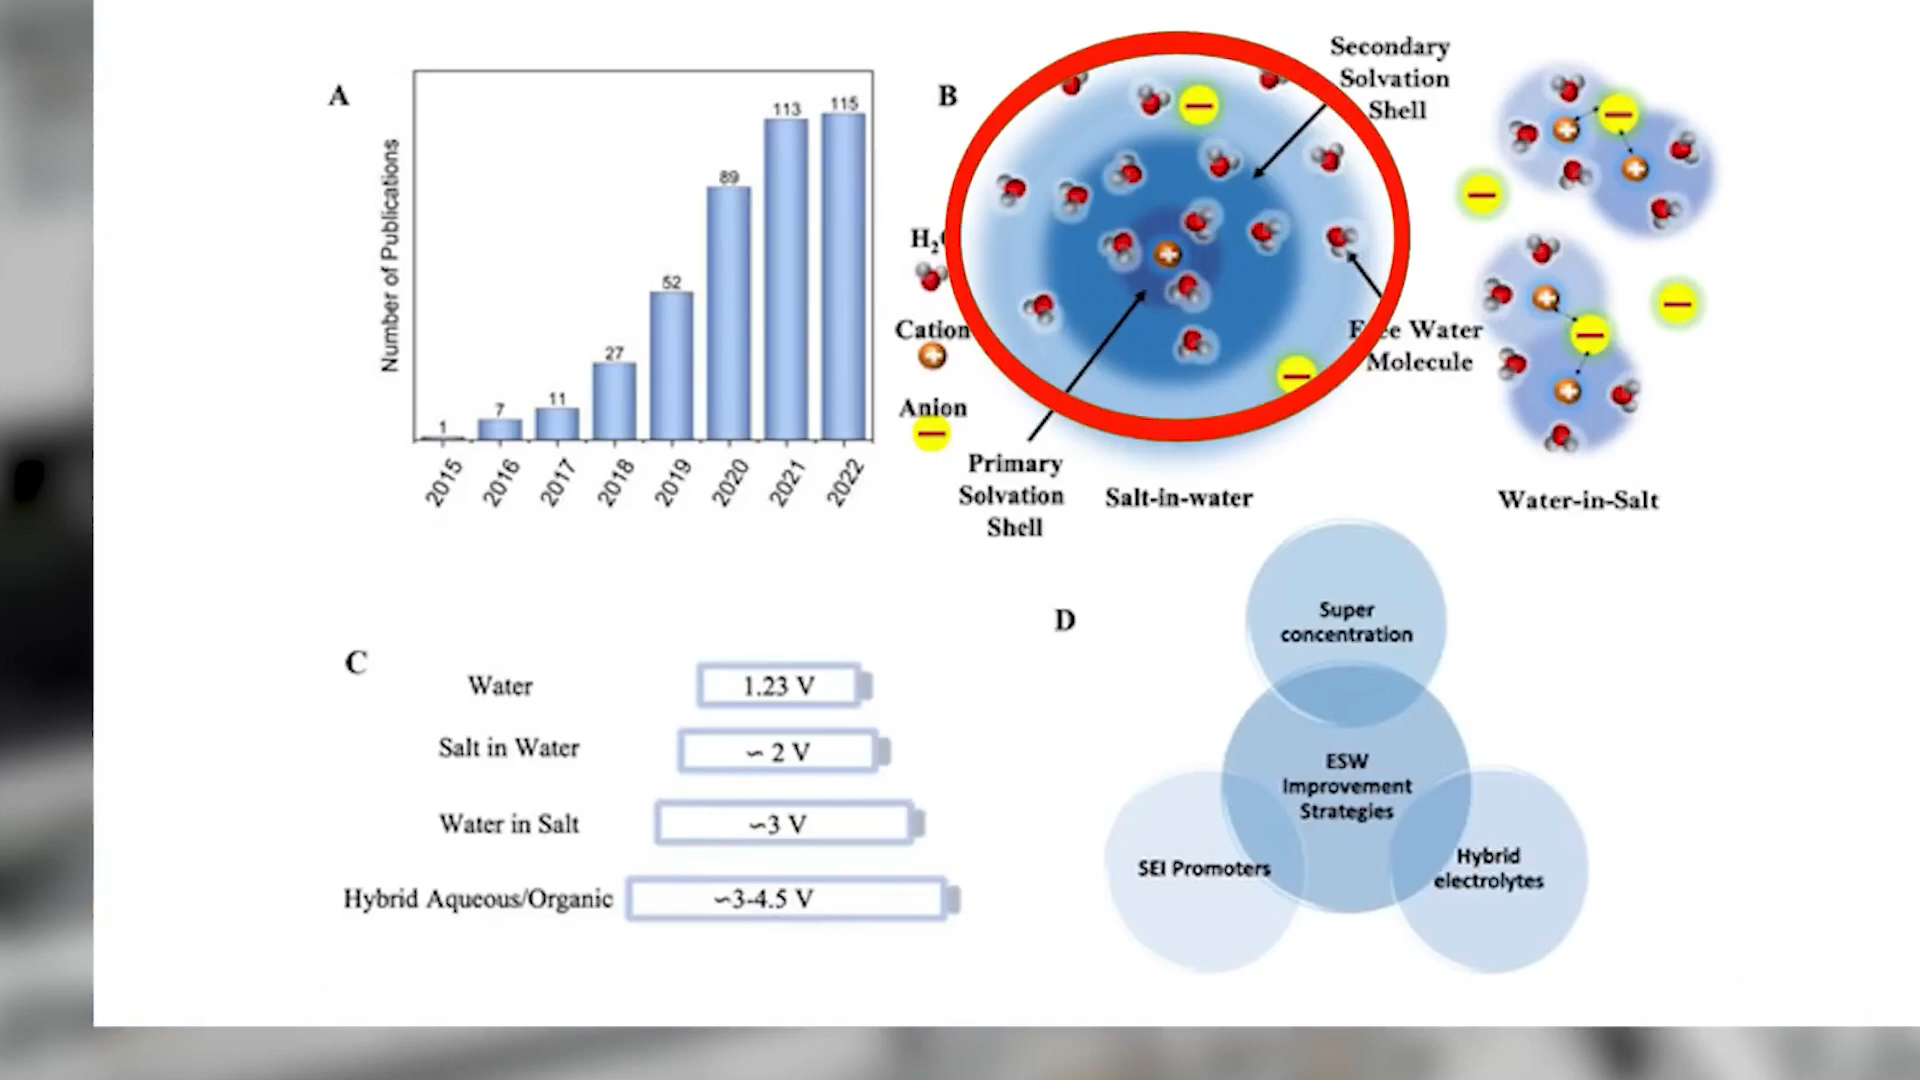 A
Number of Publications
1
7
11
27
52
89
113
115
2015
2016
2017
2018
2019
2020
2021
2022
B
Secondary
Solvation
Shell
H₂
Cation
Anion
Free Water
Molecule
Primary
Solvation
Shell
Salt-in-water
Water-in-Salt
C
Water
1.23 V
Salt in Water
~ 2 V
Water in Salt
~3 V
Hybrid Aqueous/Organic
~3-4.5 V
D
Super
concentration
ESW
Improvement
Strategies
SEI Promoters
Hybrid
electrolytes